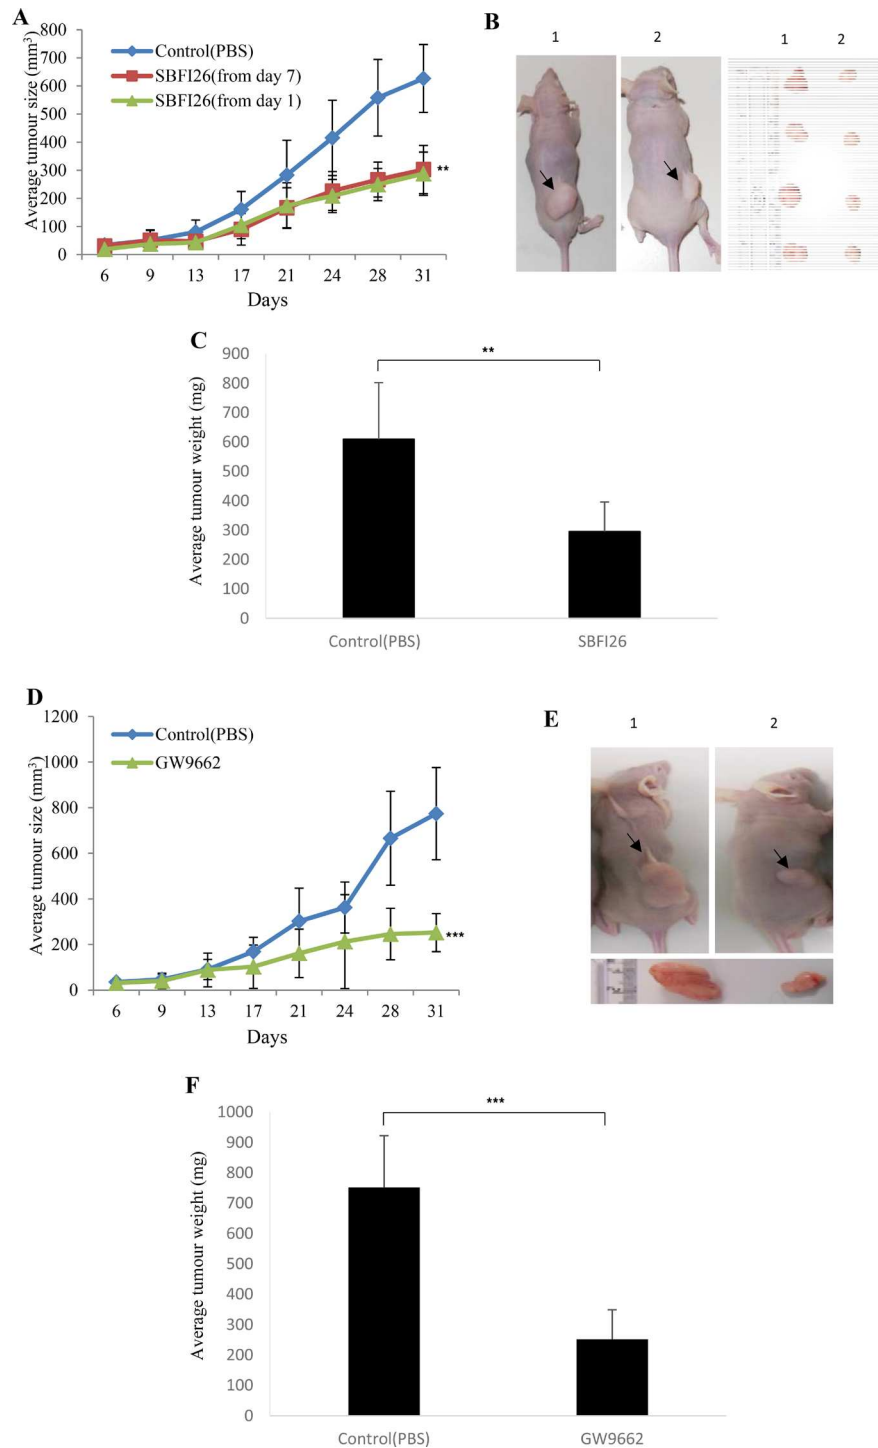 A
Average tumour size (mm³)
800
700
600
500
400
300
200
100
0
Control(PBS)
SBFI26(from day 7)
SBFI26(from day 1)
**
6 9 13 17 21 24 28 31
Days
B
1 2 1 2
C
Average tumour weight (mg)
900
800
700
600
500
400
300
200
100
0
**
Control(PBS) SBFI26
D
Average tumour size (mm³)
1200
1000
800
600
400
200
0
Control(PBS)
GW9662
***
6 9 13 17 21 24 28 31
Days
E
1 2
F
Average tumour weight (mg)
1000
900
800
700
600
500
400
300
200
100
0
***
Control(PBS) GW9662